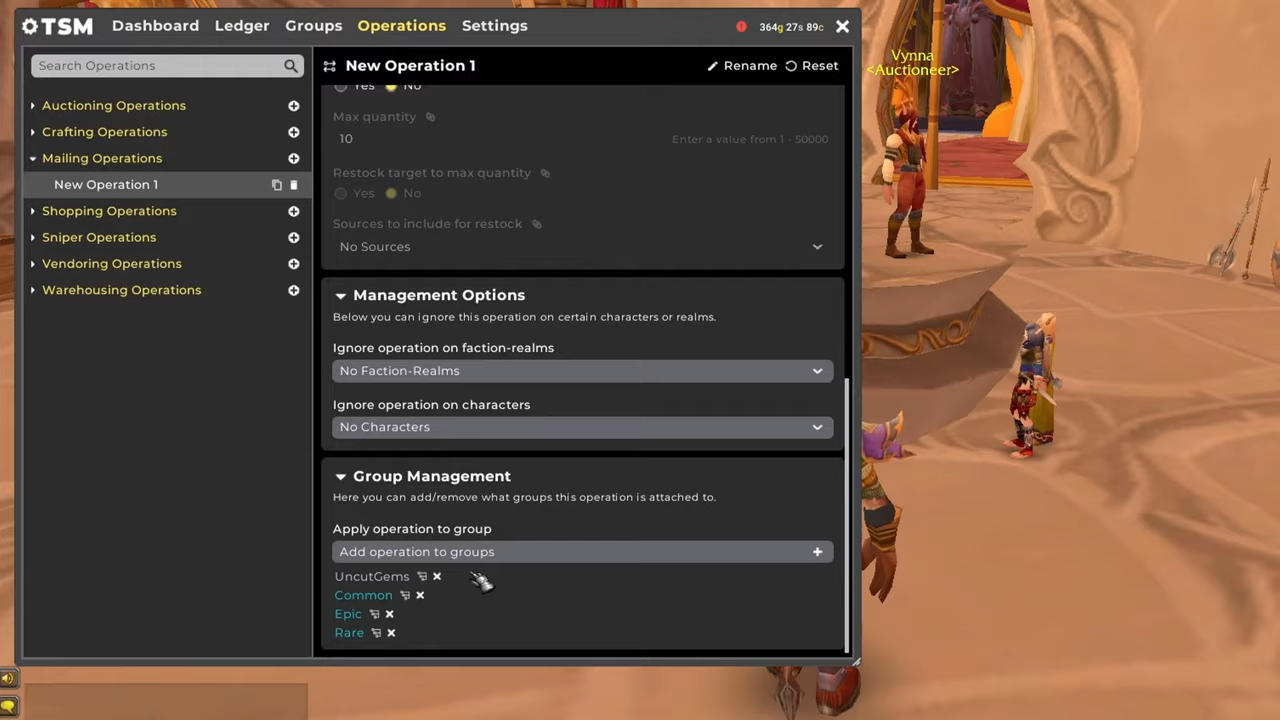 TSM Dashboard Ledger Groups Operations Settings 364g 27s 89c
Search Operations
Auctioning Operations
Crafting Operations
Mailing Operations
New Operation 1
Shopping Operations
Sniper Operations
Vendoring Operations
Warehousing Operations
New Operation 1 Rename Reset
Yes No
Max quantity
10 Enter a value from 1 - 50000
Restock target to max quantity
Yes No
Sources to include for restock
No Sources
Management Options
Below you can ignore this operation on certain characters or realms.
Ignore operation on faction-realms
No Faction-Realms
Ignore operation on characters
No Characters
Group Management
Here you can add/remove what groups this operation is attached to.
Apply operation to group
Add operation to groups
UncutGems
Common
Epic
Rare
Vynna
<Auctioneer>